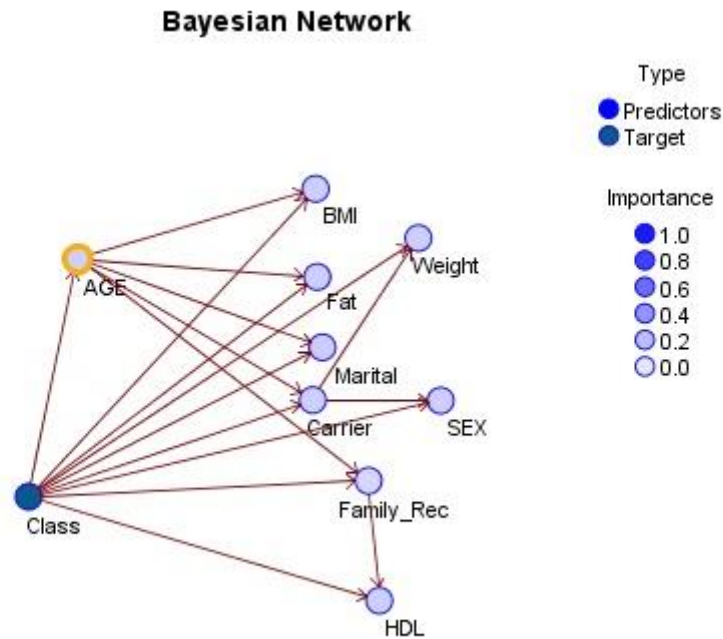 Bayesian Network
Type
Predictors
Target
Importance
1.0
0.8
0.6
0.4
0.2
0.0
BMI
Weight
AGE
Fat
Marital
Carrier
SEX
Family_Rec
Class
HDL